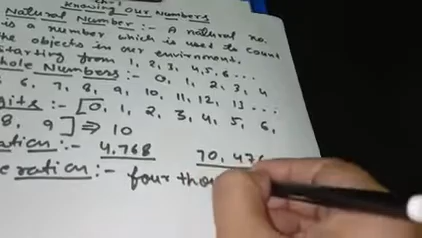 Knowing Our Numbers
Natural Number :- A natural no.
is a number which is used to count
the objects in our environment.
Starting from 1, 2, 3, 4, 5, 6 ...
hole Numbers :- 0, 1, 2, 3, 4
6, 7, 8, 9, 10, 11, 12, 13 ...
gits :- [0, 1, 2, 3, 4, 5, 6,
8, 9] ⇒ 10
ation :- 4,768 70,476
eration :- four tho